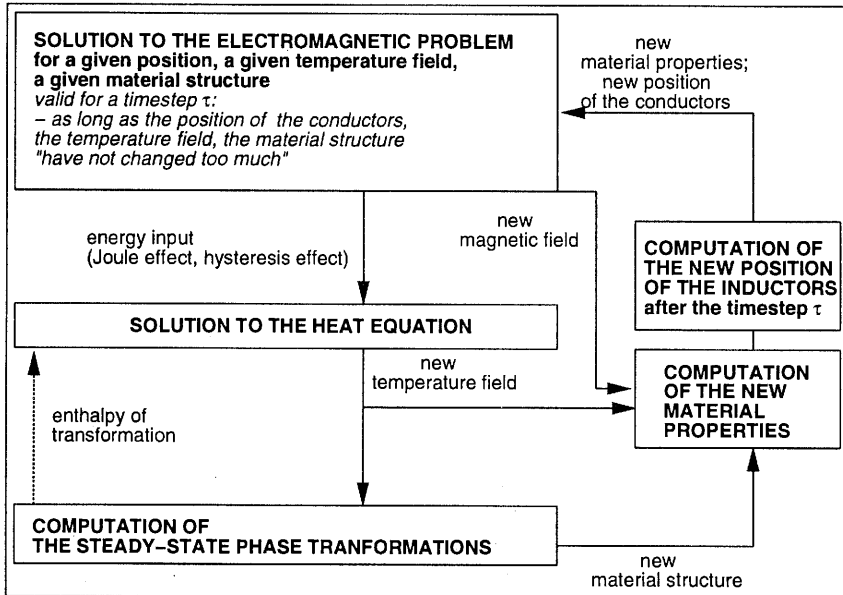 SOLUTION TO THE ELECTROMAGNETIC PROBLEM
for a given position, a given temperature field,
a given material structure
valid for a timestep τ:
– as long as the position of the conductors,
the temperature field, the material structure
"have not changed too much"
new
material properties;
new position
of the conductors
energy input
(Joule effect, hysteresis effect)
new
magnetic field
COMPUTATION OF
THE NEW POSITION
OF THE INDUCTORS
after the timestep τ
SOLUTION TO THE HEAT EQUATION
new
temperature field
COMPUTATION
OF THE NEW
MATERIAL
PROPERTIES
enthalpy of
transformation
COMPUTATION OF
THE STEADY–STATE PHASE TRANFORMATIONS
new
material structure